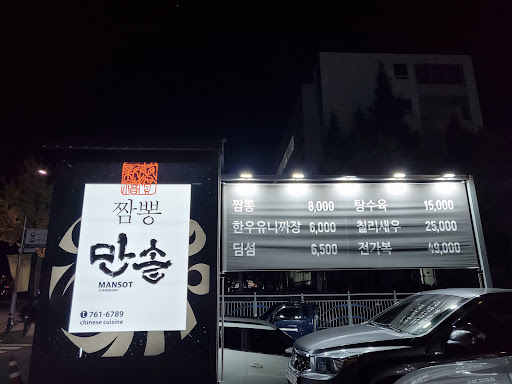 짬뽕
만솥
MANSOT
ZZAMBBONG
761-6789
chinese cuisine
짬뽕 8,000 탕수육 15,000
한우유니짜장 6,000 칠리새우 25,000
딤섬 6,500 전가복 49,000